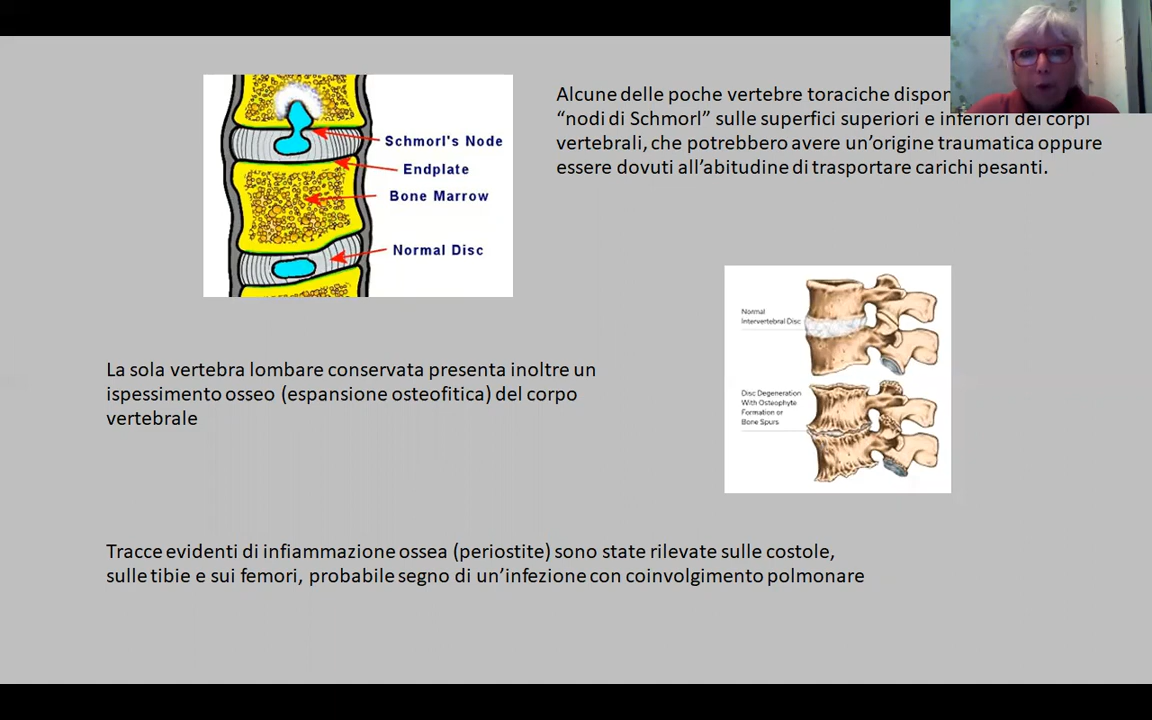 Schmorl's Node
Endplate
Bone Marrow
Normal Disc
Alcune delle poche vertebre toraciche
“nodi di Schmorl” sulle superfici superiori e inferiori dei corpi
vertebrali, che potrebbero avere un’origine traumatica oppure
essere dovuti all’abitudine di trasportare carichi pesanti.
Normal
Intervertebral Disc
Disc Degeneration
With Osteophyte
Formation or
Bone Spurs
La sola vertebra lombare conservata presenta inoltre un
ispessimento osseo (espansione osteofitica) del corpo
vertebrale
Tracce evidenti di infiammazione ossea (periostite) sono state rilevate sulle costole,
sulle tibie e sui femori, probabile segno di un’infezione con coinvolgimento polmonare